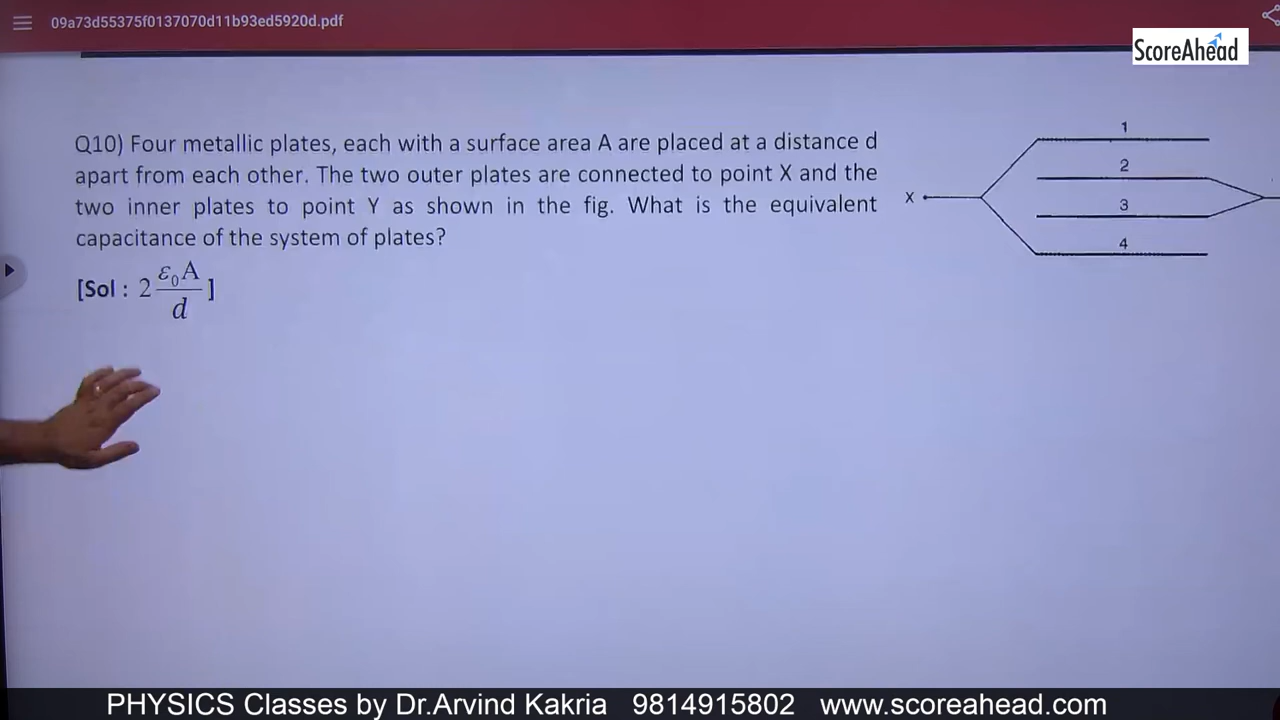 09a73d55375f0137070d11b93ed5920d.pdf
ScoreAhead
Q10) Four metallic plates, each with a surface area A are placed at a distance d
apart from each other. The two outer plates are connected to point X and the
two inner plates to point Y as shown in the fig. What is the equivalent
capacitance of the system of plates?
[Sol : 2 ε₀A/d ]
1
2
X
3
4
PHYSICS Classes by Dr.Arvind Kakria 9814915802 www.scoreahead.com